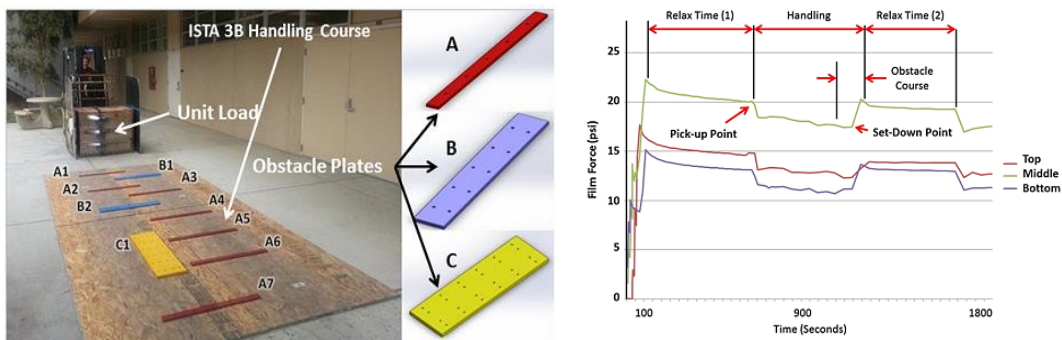 ISTA 3B Handling Course
Unit Load
Obstacle Plates
A1
B1
A2
A3
B2
A4
A5
C1
A6
A7
A
B
C
Relax Time (1)
Handling
Relax Time (2)
25
20
15
10
5
0
Film Force (psi)
Obstacle
Course
Pick-up Point
Set-Down Point
Top
Middle
Bottom
100
900
1800
Time (Seconds)